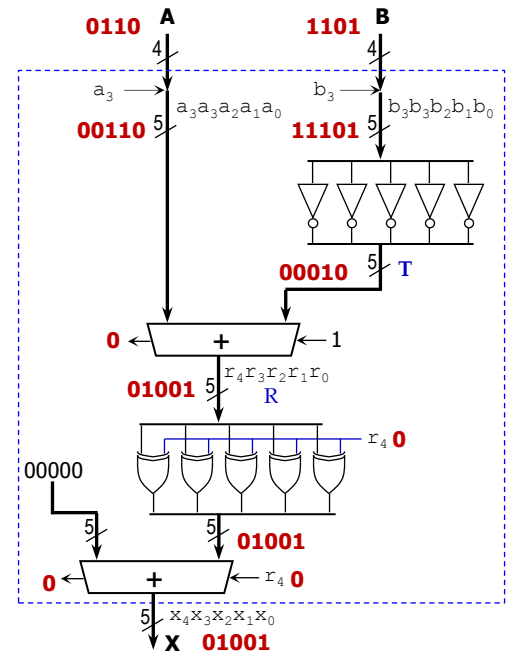 A B
0110 1101
4 4
a₃ b₃
a₃a₃a₂a₁a₀ b₃b₃b₂b₁b₀
00110 5 11101 5
00010 5 T
0 + 1
01001 5 r₄r₃r₂r₁r₀
R
r₄ 0
00000
5 5
01001
0 + r₄ 0
5 x₄x₃x₂x₁x₀
X 01001